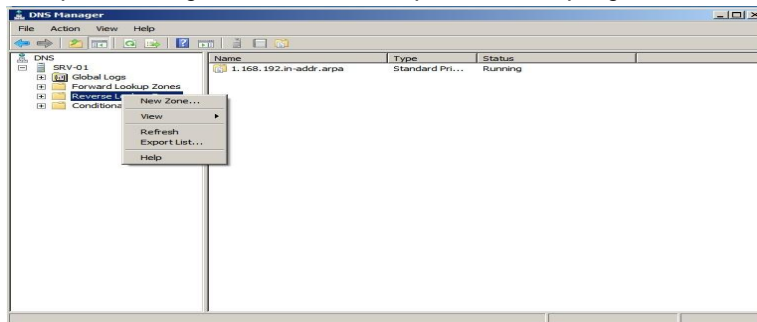 DNS Manager
File Action View Help
DNS
SRV-01
Global Logs
Forward Lookup Zones
Reverse L
Conditiona
New Zone...
View
Refresh
Export List...
Help
Name Type Status
1.168.192.in-addr.arpa Standard Pri... Running